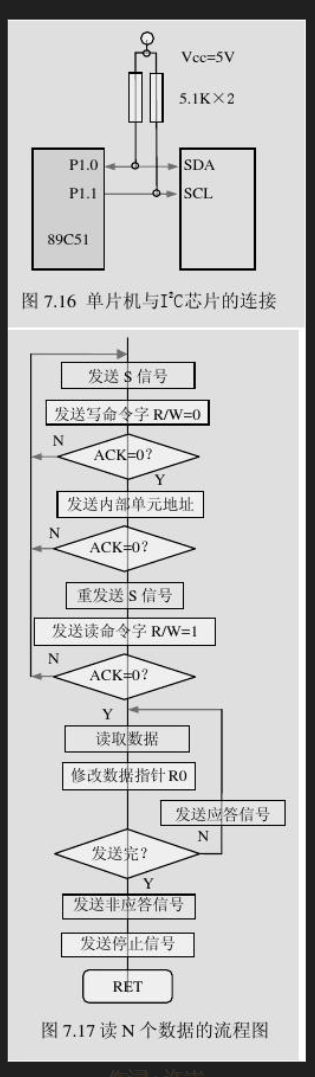 Vcc=5V
5.1K×2
P1.0
SDA
P1.1
SCL
89C51
图 7.16 单片机与I²C芯片的连接
发送 S 信号
发送写命令字 R/W=0
N
ACK=0?
Y
发送内部单元地址
N
ACK=0?
重发送 S 信号
发送读命令字 R/W=1
N
ACK=0?
Y
读取数据
修改数据指针 R0
发送应答信号
N
发送完?
Y
发送非应答信号
发送停止信号
RET
图 7.17 读 N 个数据的流程图